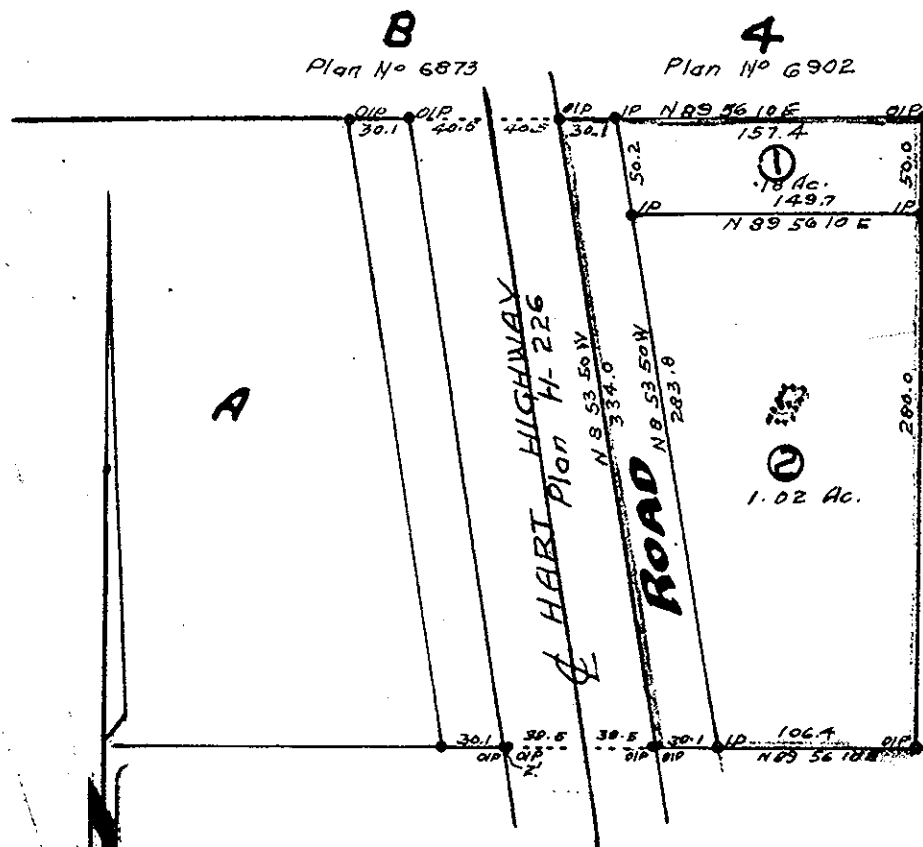 B
Plan No 6873
4
Plan No 6902
OIP
OIP
OIP
IP
N 89 56 10 E
OIP
30.1
40.5
40.5
30.1
157.4
50.2
1
50.0
.18 Ac.
149.7
IP
IP
N 89 56 10 E
HART HIGHWAY
Plan H-226
N 8 53 50 W
334.0
N 8 53 50 W
283.8
ROAD
A
2
1.02 Ac.
280.0
30.1
30.5
30.5
30.1
IP
106.4
OIP
OIP
OIP
OIP
OIP
N 89 56 10 E